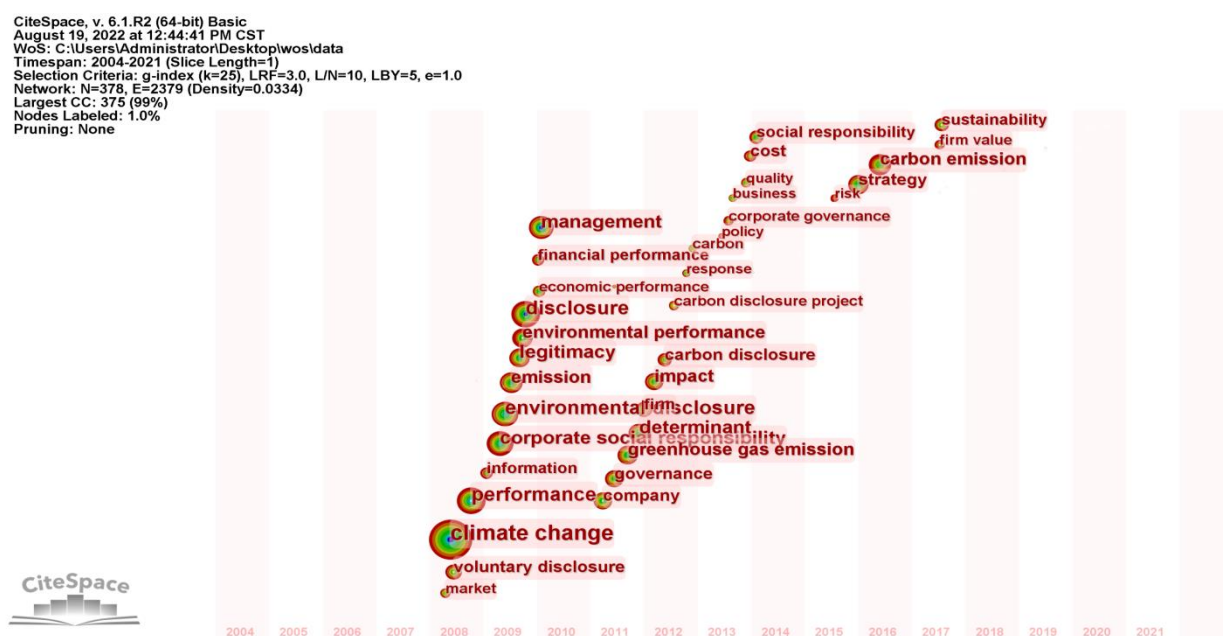 CiteSpace, v. 6.1.R2 (64-bit) Basic
August 19, 2022 at 12:44:41 PM CST
WoS: C:\Users\Administrator\Desktop\wos\data
Timespan: 2004-2021 (Slice Length=1)
Selection Criteria: g-index (k=25), LRF=3.0, L/N=10, LBY=5, e=1.0
Network: N=378, E=2379 (Density=0.0334)
Largest CC: 375 (99%)
Nodes Labeled: 1.0%
Pruning: None
sustainability
social responsibility
firm value
cost
carbon emission
quality
strategy
business
risk
management
corporate governance
policy
carbon
financial performance
response
economic performance
carbon disclosure project
disclosure
environmental performance
legitimacy
carbon disclosure
emission
impact
environmental disclosure
firm
determinant
corporate social responsibility
greenhouse gas emission
information
governance
performance
company
climate change
voluntary disclosure
market
CiteSpace
2004 2005 2006 2007 2008 2009 2010 2011 2012 2013 2014 2015 2016 2017 2018 2019 2020 2021